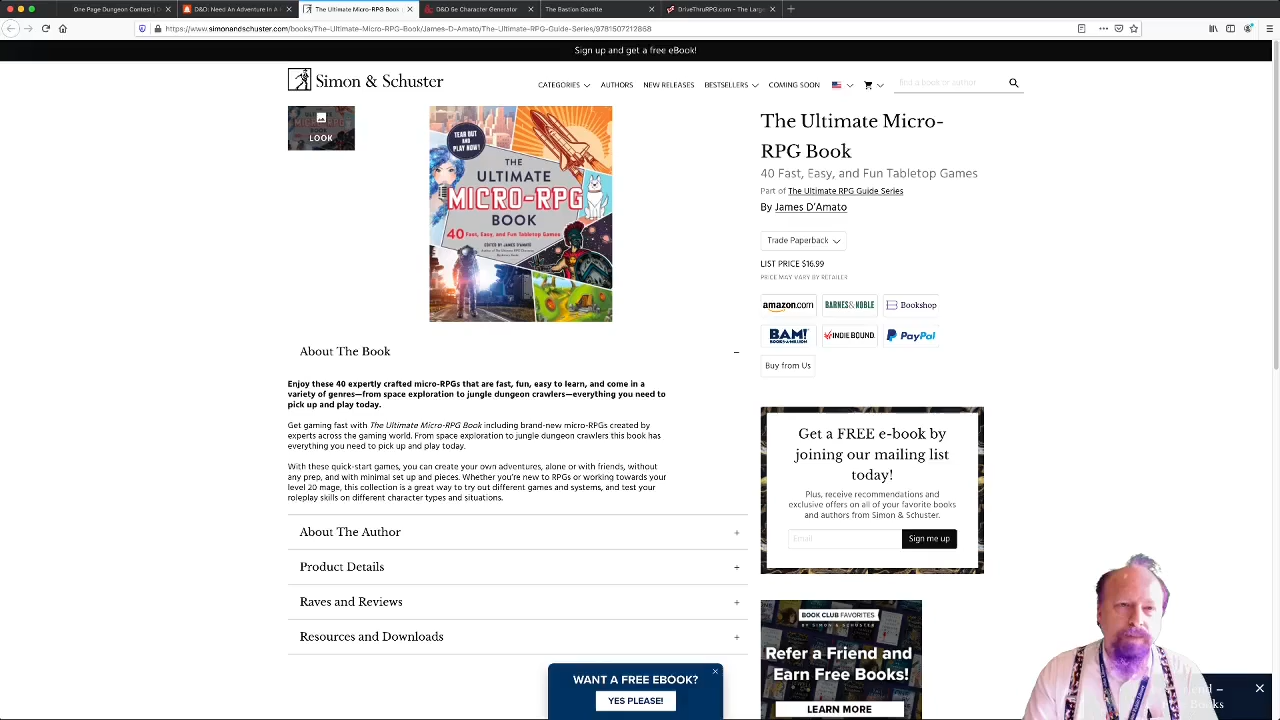 One Page Dungeon Contest | D
D&D: Need An Adventure In A
The Ultimate Micro-RPG Book
D&D 5e Character Generator
The Bastion Gazette
DriveThruRPG.com - The Large
https://www.simonandschuster.com/books/The-Ultimate-Micro-RPG-Book/James-D-Amato/The-Ultimate-RPG-Guide-Series/9781507212868
Sign up and get a free eBook!
Simon & Schuster
CATEGORIES
AUTHORS
NEW RELEASES
BESTSELLERS
COMING SOON
find a book or author
LOOK
TEAR OUT
AND
PLAY NOW!
THE
ULTIMATE
MICRO-RPG
BOOK
40 Fast, Easy, and Fun Tabletop Games
EDITED BY JAMES D'AMATO
The Ultimate Micro-
RPG Book
40 Fast, Easy, and Fun Tabletop Games
Part of The Ultimate RPG Guide Series
By James D'Amato
Trade Paperback
LIST PRICE $16.99
PRICE MAY VARY BY RETAILER
amazon.com
BARNES&NOBLE
Bookshop
BAM!
BOOKS-A-MILLION
INDIE BOUND
PayPal
Buy from Us
About The Book
Enjoy these 40 expertly crafted micro-RPGs that are fast, fun, easy to learn, and come in a
variety of genres—from space exploration to jungle dungeon crawlers—everything you need to
pick up and play today.
Get gaming fast with The Ultimate Micro-RPG Book including brand-new micro-RPGs created by
experts across the gaming world. From space exploration to jungle dungeon crawlers this book has
everything you need to pick up and play today.
With these quick-start games, you can create your own adventures, alone or with friends, without
any prep, and with minimal set up and pieces. Whether you're new to RPGs or working towards your
level 20 mage, this collection is a great way to try out different games and systems, and test your
roleplay skills on different character types and situations.
About The Author
Product Details
Raves and Reviews
Resources and Downloads
Get a FREE e-book by
joining our mailing list
today!
Plus, receive recommendations and
exclusive offers on all of your favorite books
and authors from Simon & Schuster.
Email
Sign me up
BOOK CLUB FAVORITES
BY SIMON & SCHUSTER
Refer a Friend and
Earn Free Books!
LEARN MORE
WANT A FREE EBOOK?
YES PLEASE!
Books